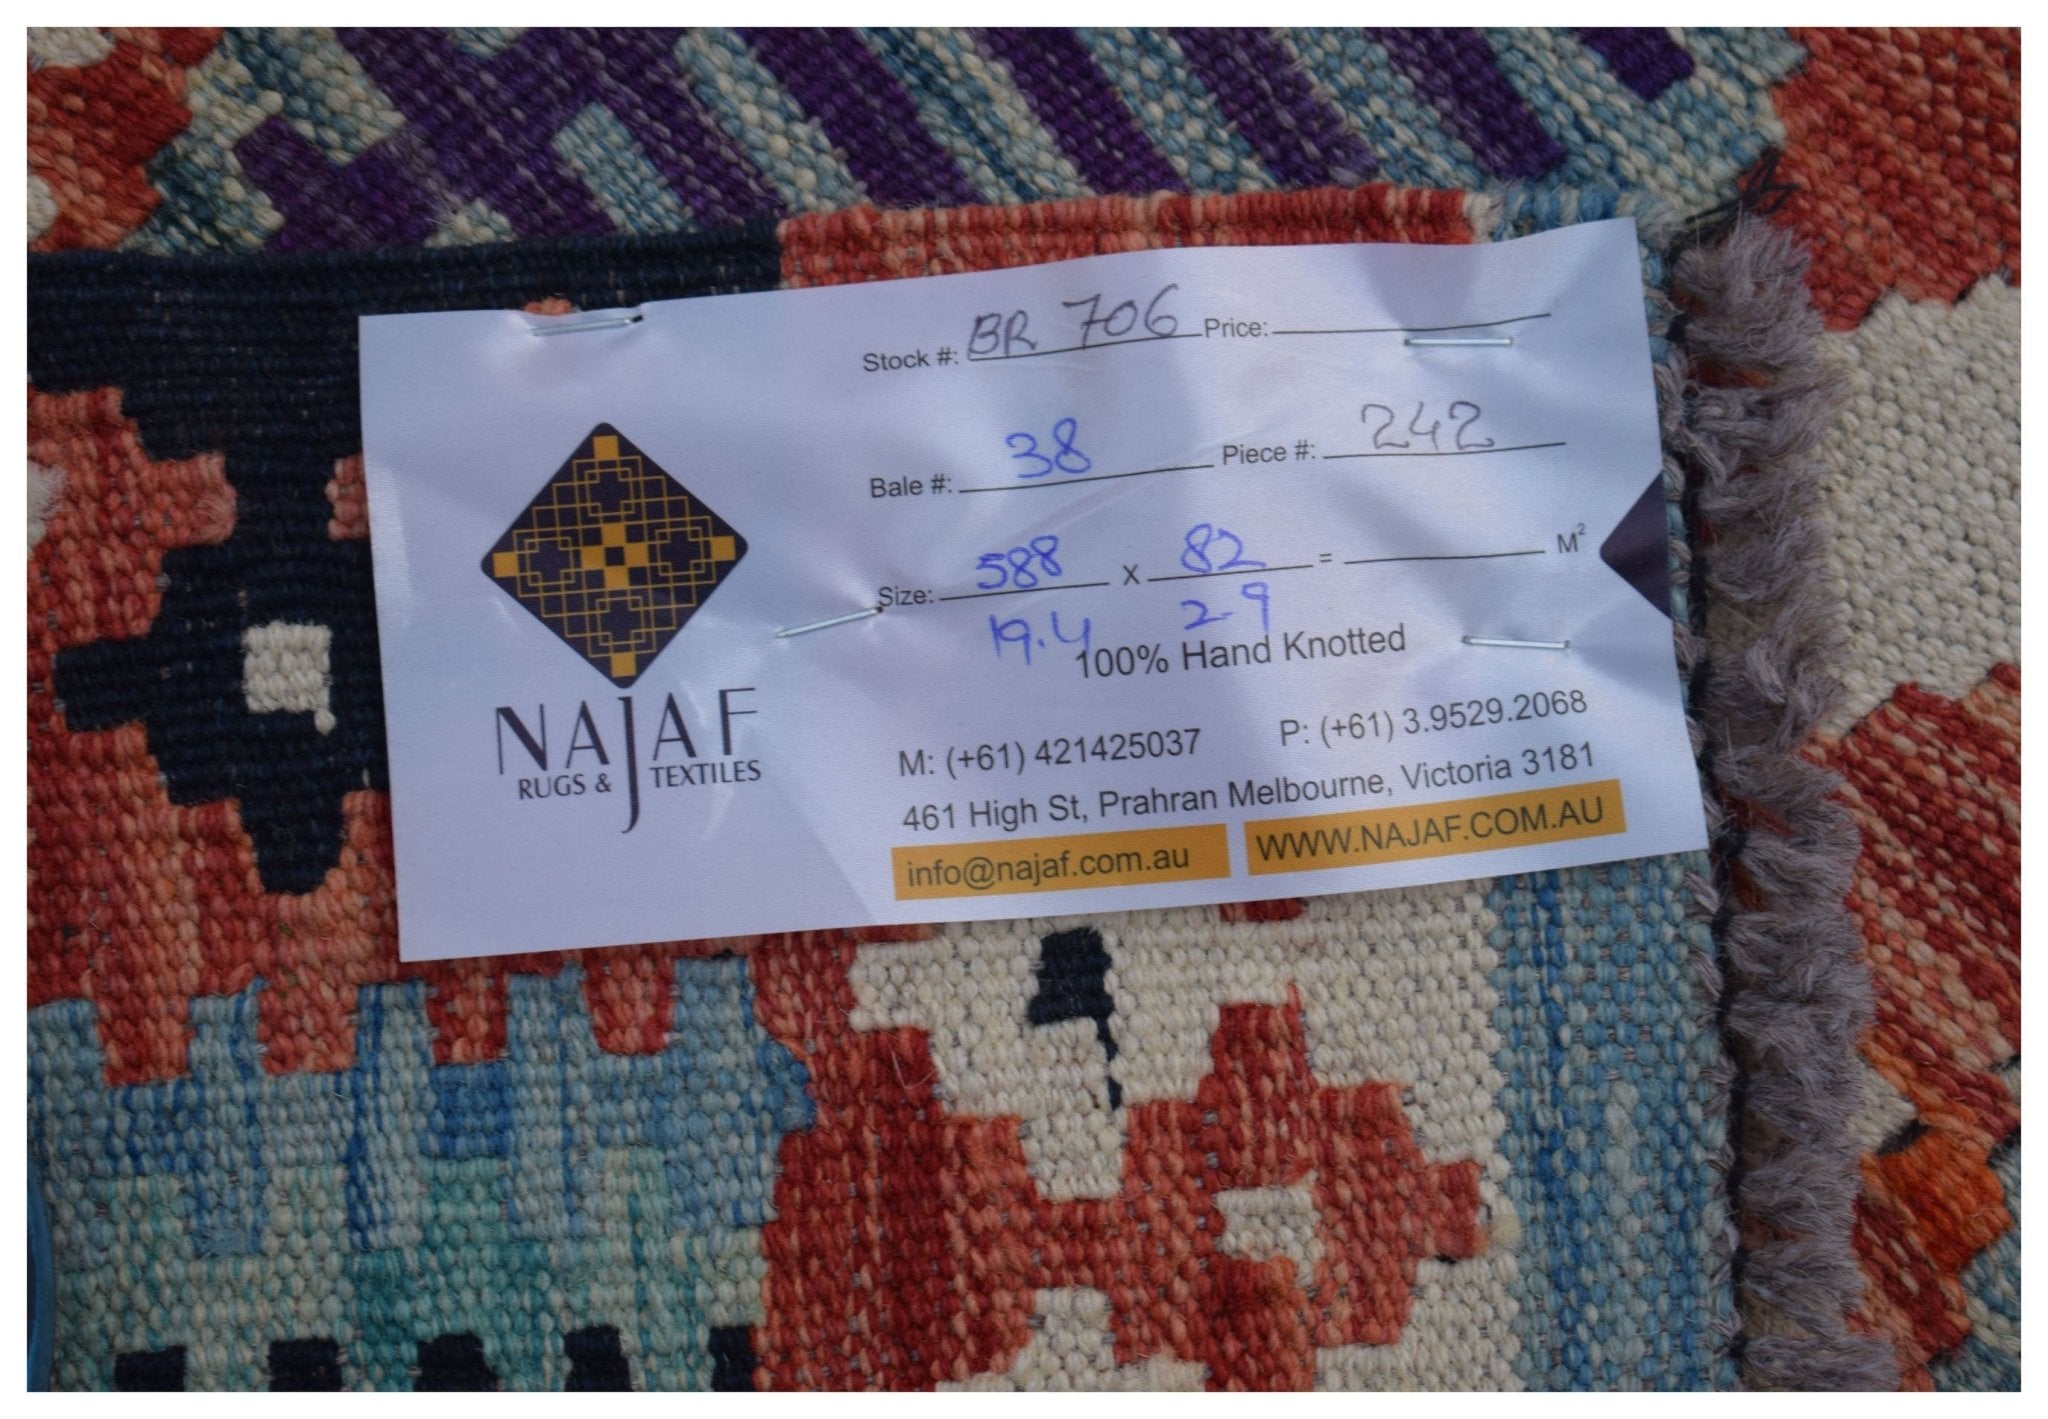 Stock #: BR 706 Price:
Bale #: 38 Piece #: 242
Size: 588 x 82 = M²
19.4 2.9
100% Hand Knotted
NAJAF
RUGS & TEXTILES
M: (+61) 421425037 P: (+61) 3.9529.2068
461 High St, Prahran Melbourne, Victoria 3181
info@najaf.com.au WWW.NAJAF.COM.AU